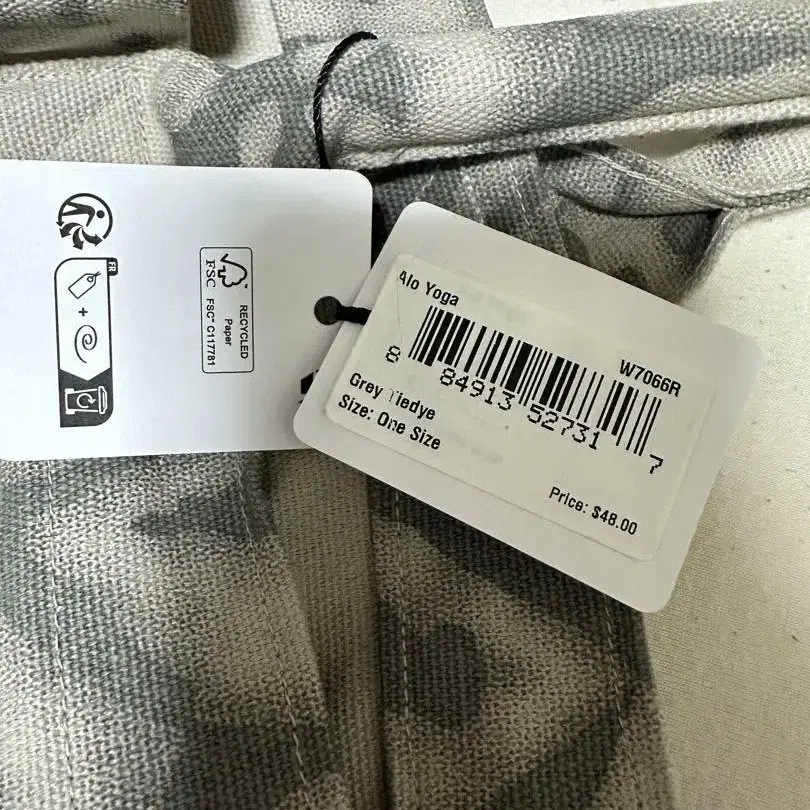 FR
+
FSC
FSC™ C117781
RECYCLED
Paper
Alo Yoga
W7066R
8 84913 52731 7
Grey Tiedye
Size: One Size
Price: $48.00